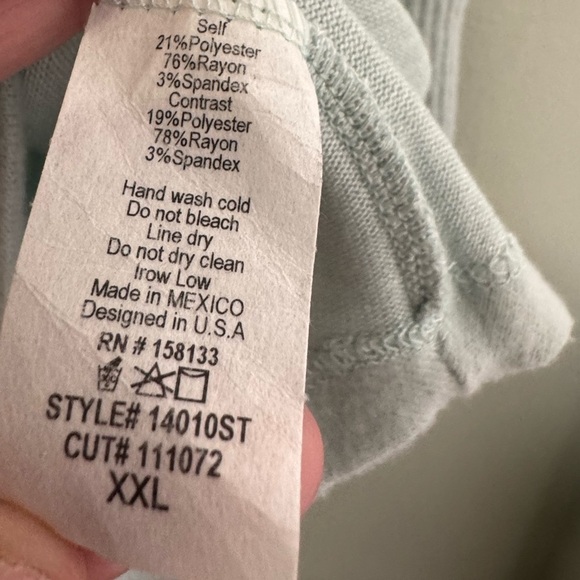 Self
21%Polyester
76%Rayon
3%Spandex
Contrast
19%Polyester
78%Rayon
3%Spandex
Hand wash cold
Do not bleach
Line dry
Do not dry clean
Irow Low
Made in MEXICO
Designed in U.S.A
RN # 158133
STYLE# 14010ST
CUT# 111072
XXL